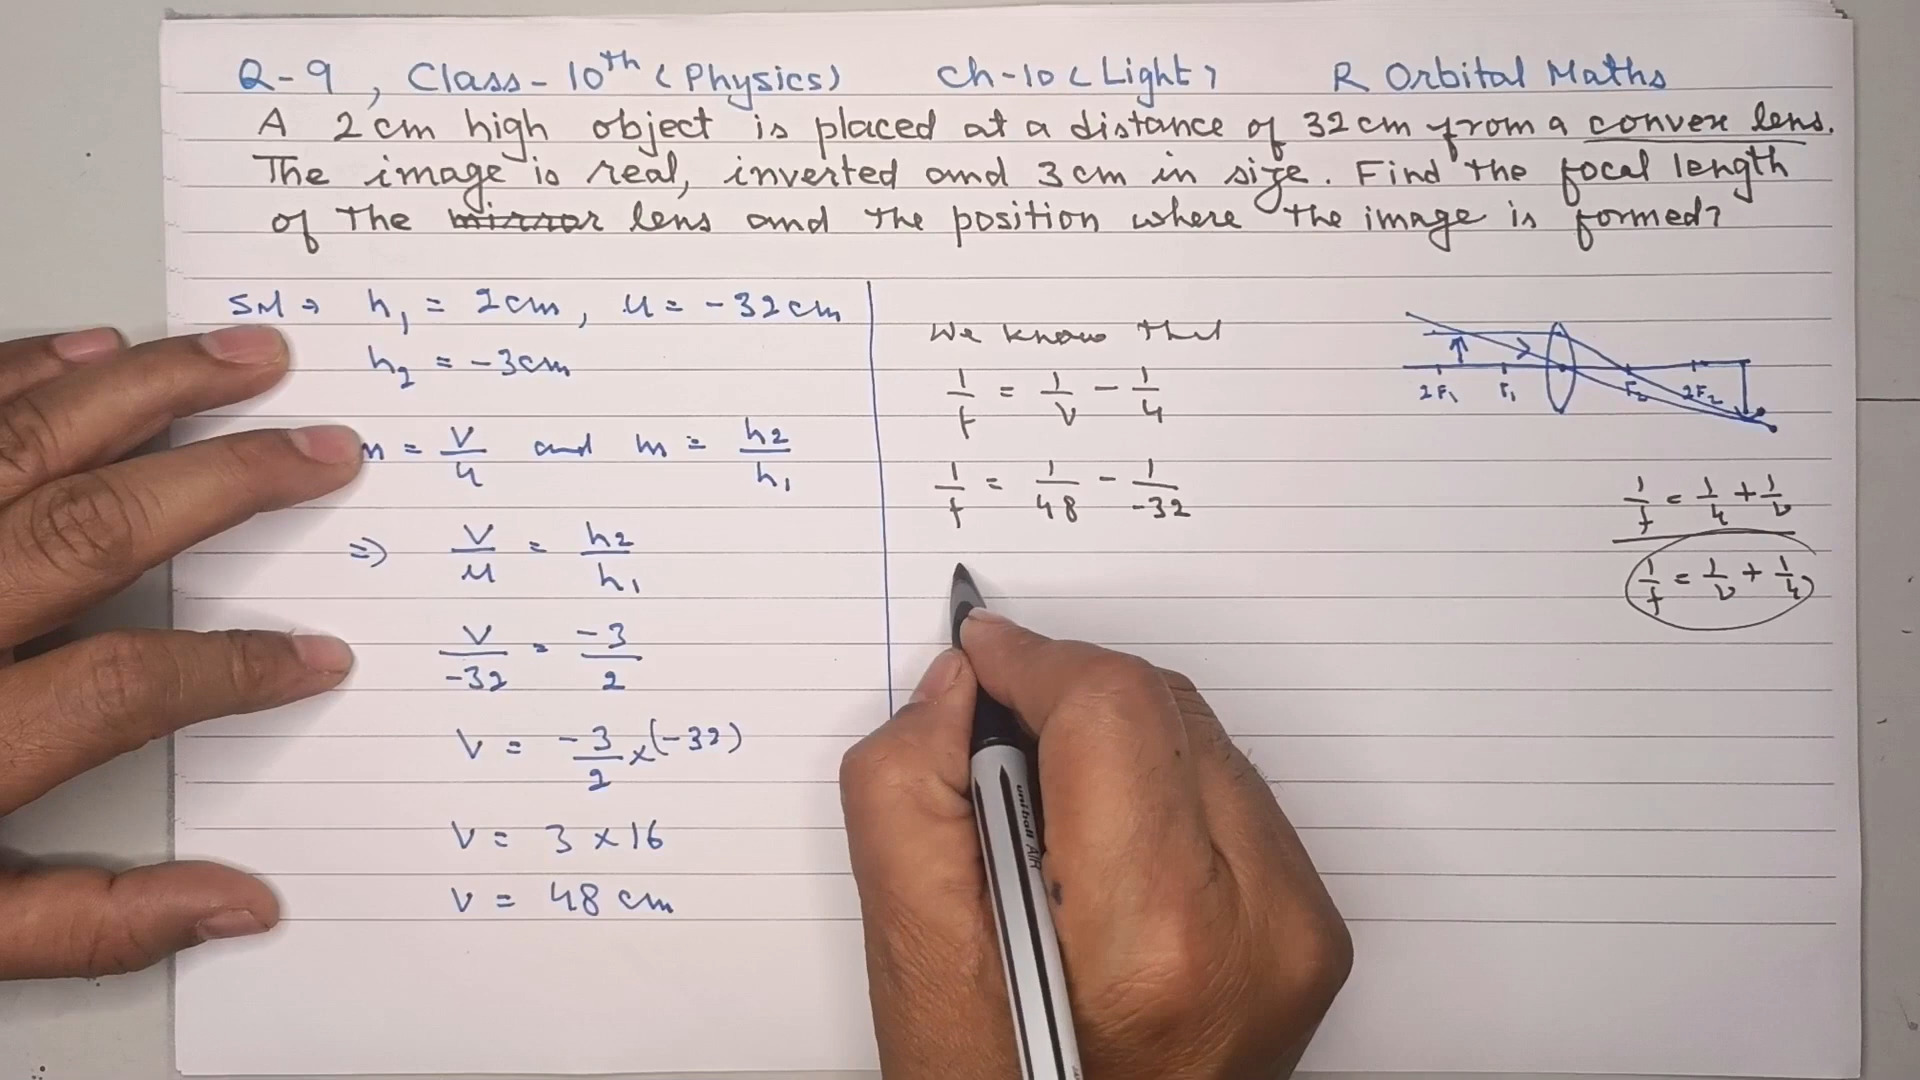 Q-9, Class-10th (Physics) Ch-10 (Light) R Orbital Maths
A 2cm high object is placed at a distance of 32cm from a convex lens.
The image is real, inverted and 3cm in size. Find the focal length
of the mirror lens and the position where the image is formed?
h₁ = 2cm, u = -32cm
h₂ = -3cm
m = v/u and m = h₂/h₁
=> v/u = h₂/h₁
v/-32 = -3/2
v = -3/2 x (-32)
v = 3 x 16
v = 48 cm
We know that
1/f = 1/v - 1/u
1/f = 1/48 - 1/-32
2F₁ F₁ F₂ 2F₂
1/f = 1/u + 1/v
1/f = 1/v + 1/u
uniball AIR